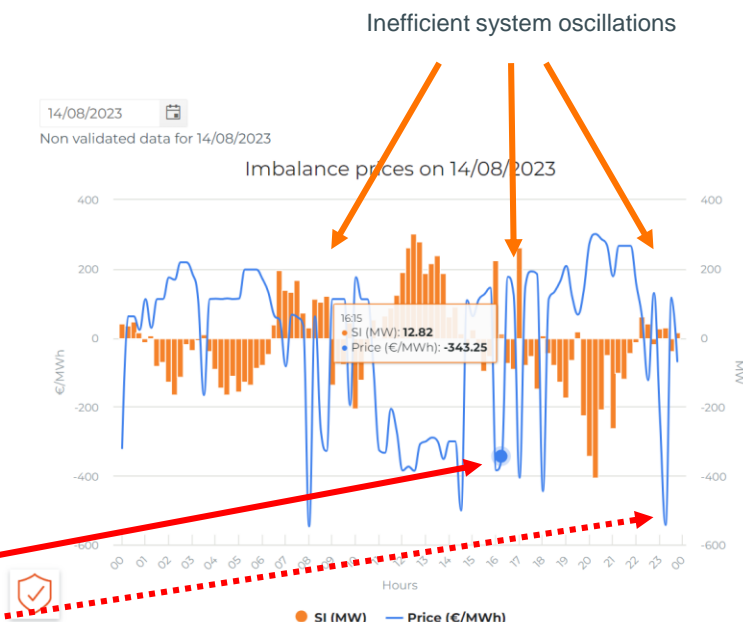 Inefficient system oscillations
14/08/2023
Non validated data for 14/08/2023
Imbalance prices on 14/08/2023
400
200
0
-200
-400
-600
€/MWh
16:15
SI (MW): 12.82
Price (€/MWh): -343.25
400
200
0
-200
-400
-600
MW
00 01 02 03 04 05 06 07 08 09 10 11 12 13 14 15 16 17 18 19 20 21 22 23 00
Hours
SI (MW) Price (€/MWh)